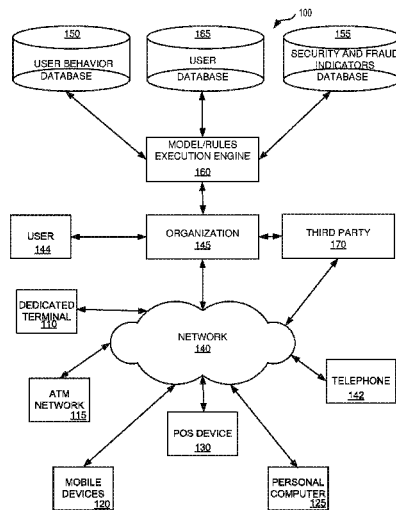 100
150
USER BEHAVIOR
DATABASE
165
USER
DATABASE
155
SECURITY AND FRAUD
INDICATORS
DATABASE
MODEL/RULES
EXECUTION ENGINE
160
USER
144
ORGANIZATION
145
THIRD PARTY
170
DEDICATED
TERMINAL
110
NETWORK
140
ATM
NETWORK
115
TELEPHONE
142
POS DEVICE
130
MOBILE
DEVICES
120
PERSONAL
COMPUTER
125